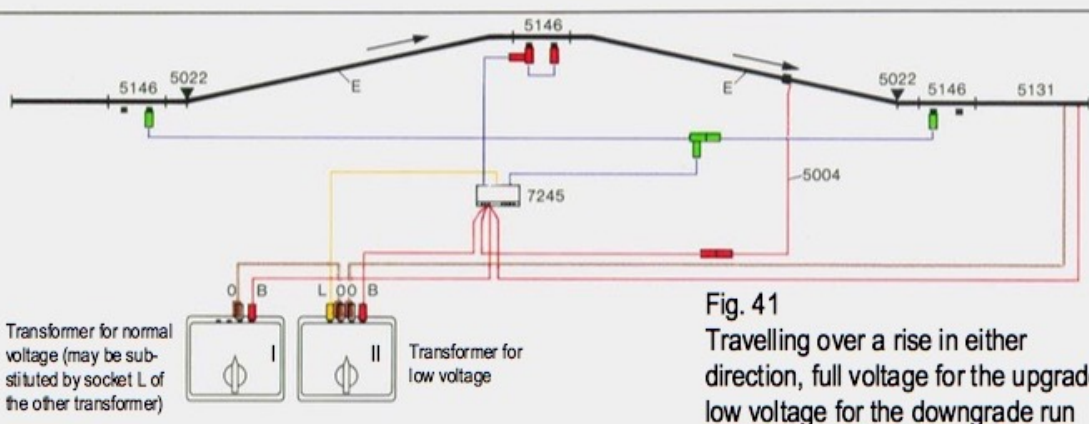 5146
5146
5022
E
E
5022
5146
5131
5004
7245
0 B
L 0 0 B
I
II
Transformer for normal
voltage (may be sub-
stituted by socket L of
the other transformer)
Transformer for
low voltage
Fig. 41
Travelling over a rise in either
direction, full voltage for the upgrad
low voltage for the downgrade run